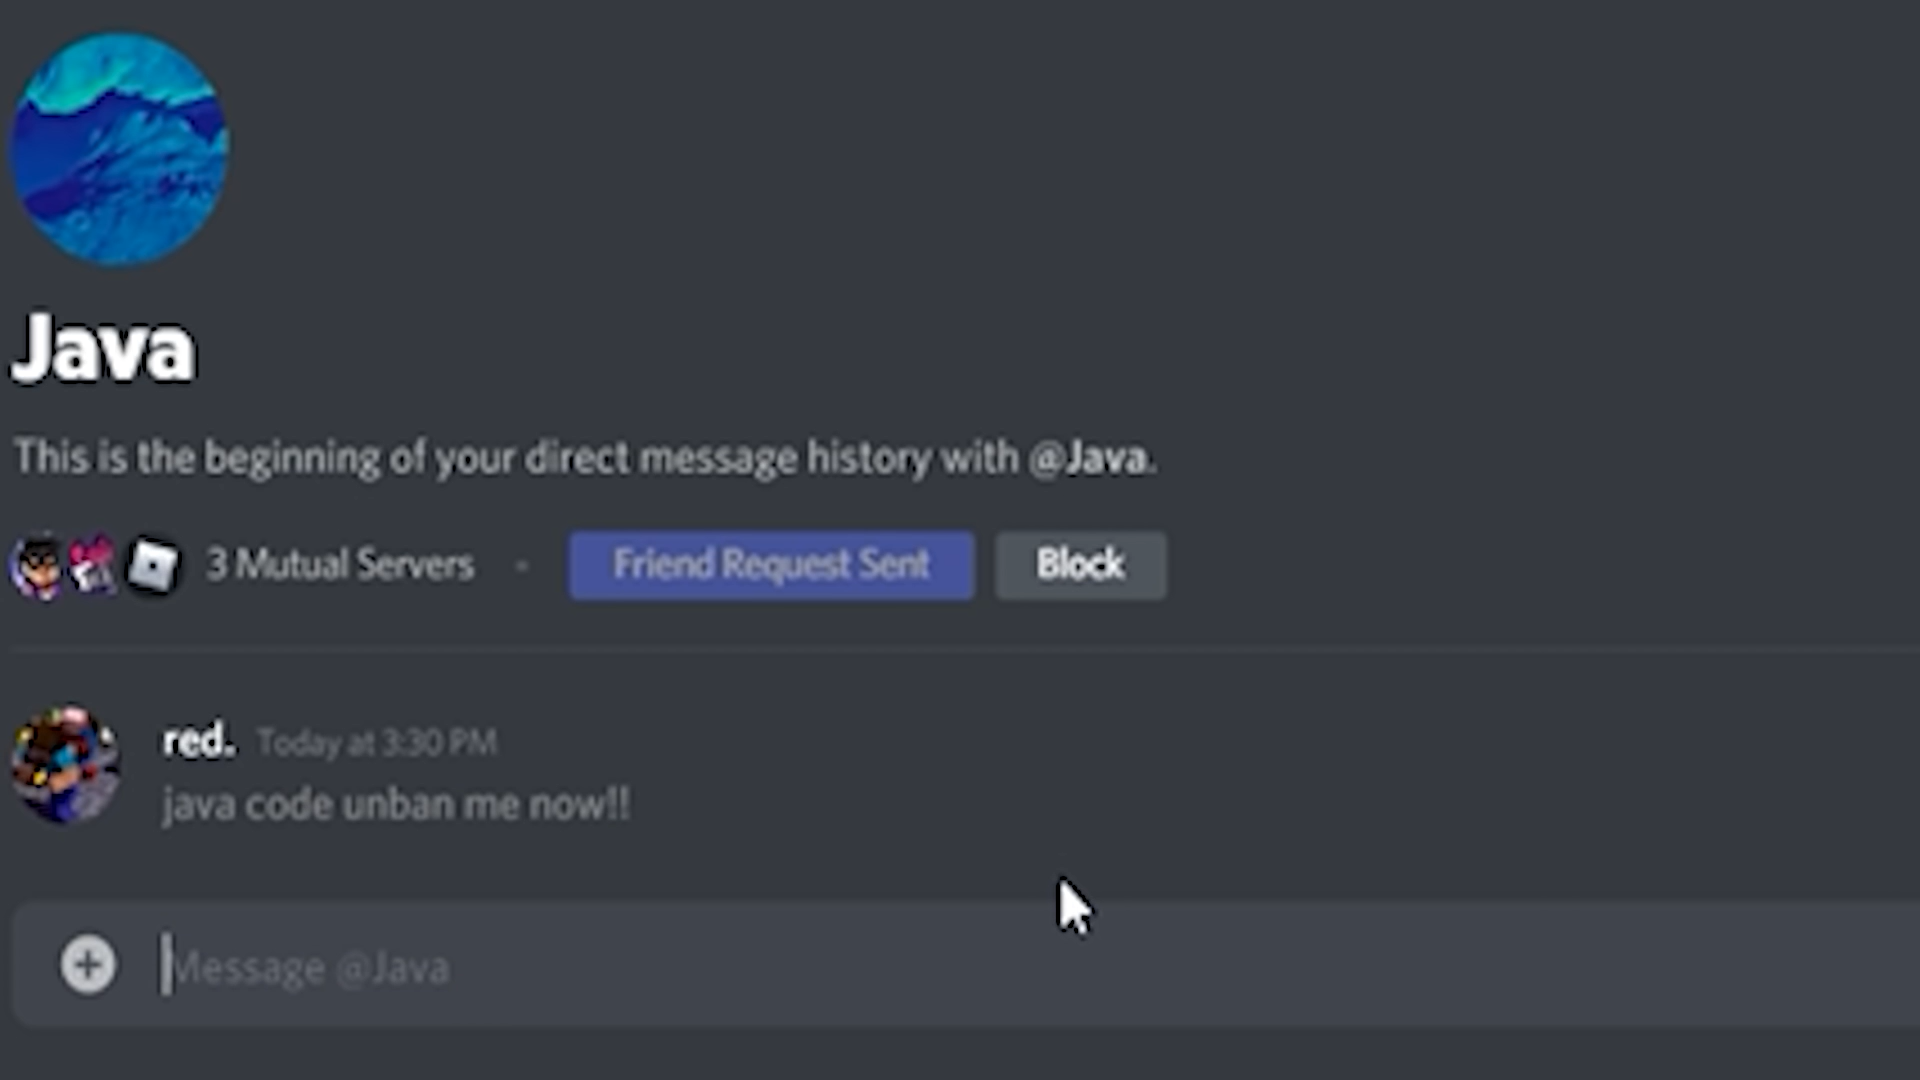 Java
This is the beginning of your direct message history with @Java.
3 Mutual Servers
Friend Request Sent
Block
red. Today at 3:30 PM
java code unban me now!!
Message @Java